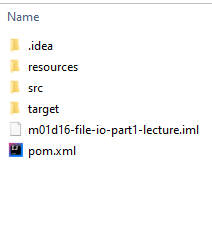 Name
.idea
resources
src
target
m01d16-file-io-part1-lecture.iml
pom.xml